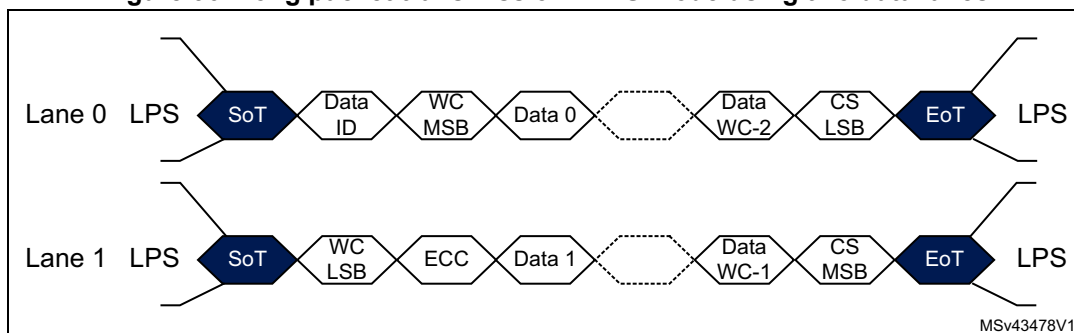 Lane 0 LPS SoT Data ID WC MSB Data 0 Data WC-2 CS LSB EoT LPS
Lane 1 LPS SoT WC LSB ECC Data 1 Data WC-1 CS MSB EoT LPS
MSv43478V1